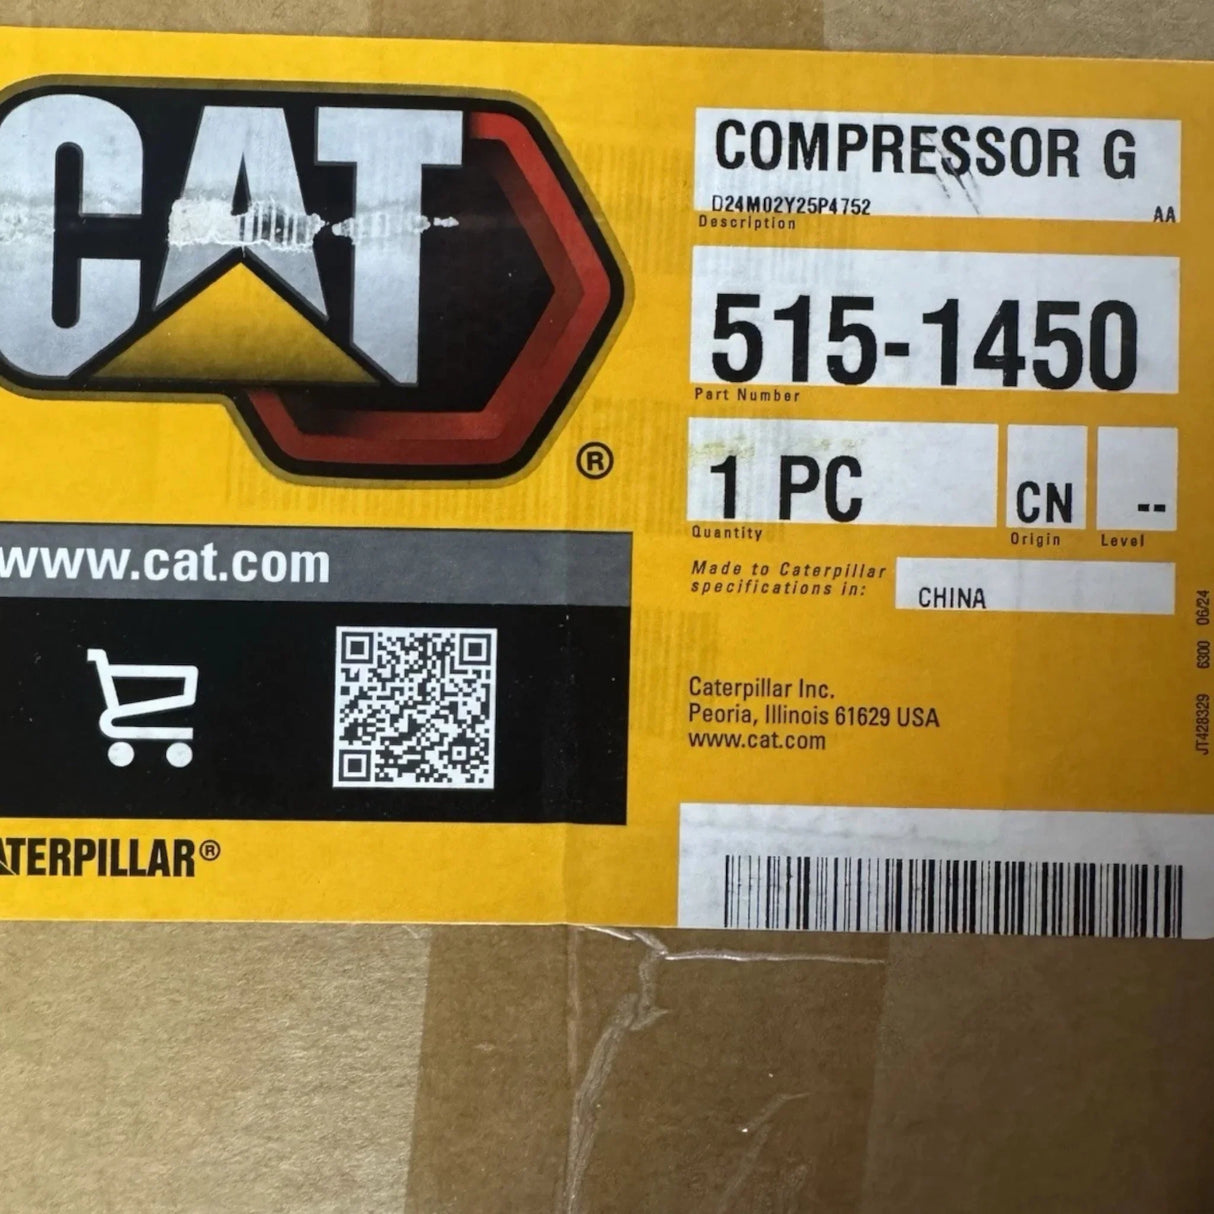 CAT
®
www.cat.com
ATERPILLAR®
COMPRESSOR G
D24M02Y25P4752 AA
Description
515-1450
Part Number
1 PC CN --
Quantity Origin Level
Made to Caterpillar
specifications in: CHINA
Caterpillar Inc.
Peoria, Illinois 61629 USA
www.cat.com
JT428329 6300 06/24